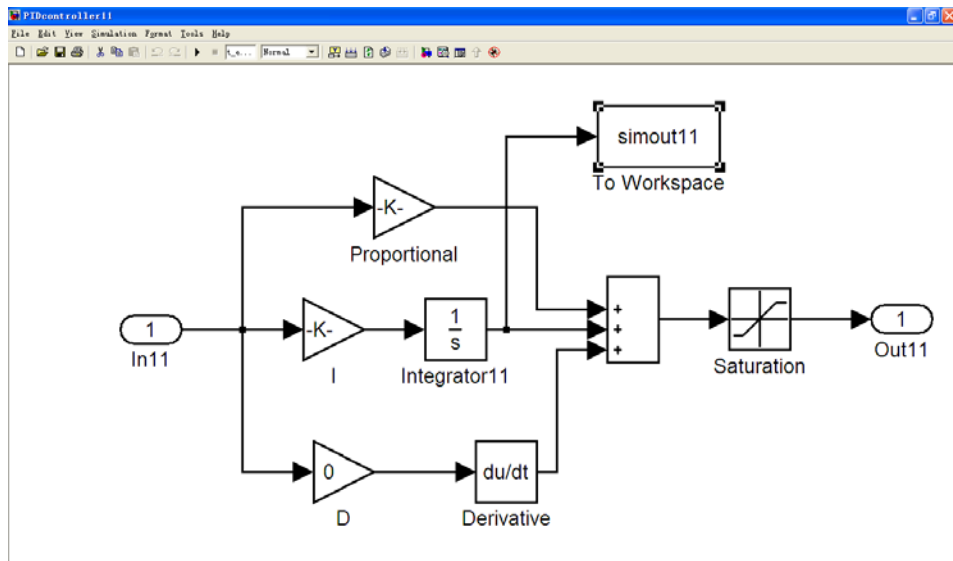 PIDcontroller11
File Edit View Simulation Format Tools Help
t_e... Normal
simout11
To Workspace
-K-
Proportional
1
In11
-K-
I
1
s
Integrator11
+
+
+
Saturation
1
Out11
0
D
du/dt
Derivative